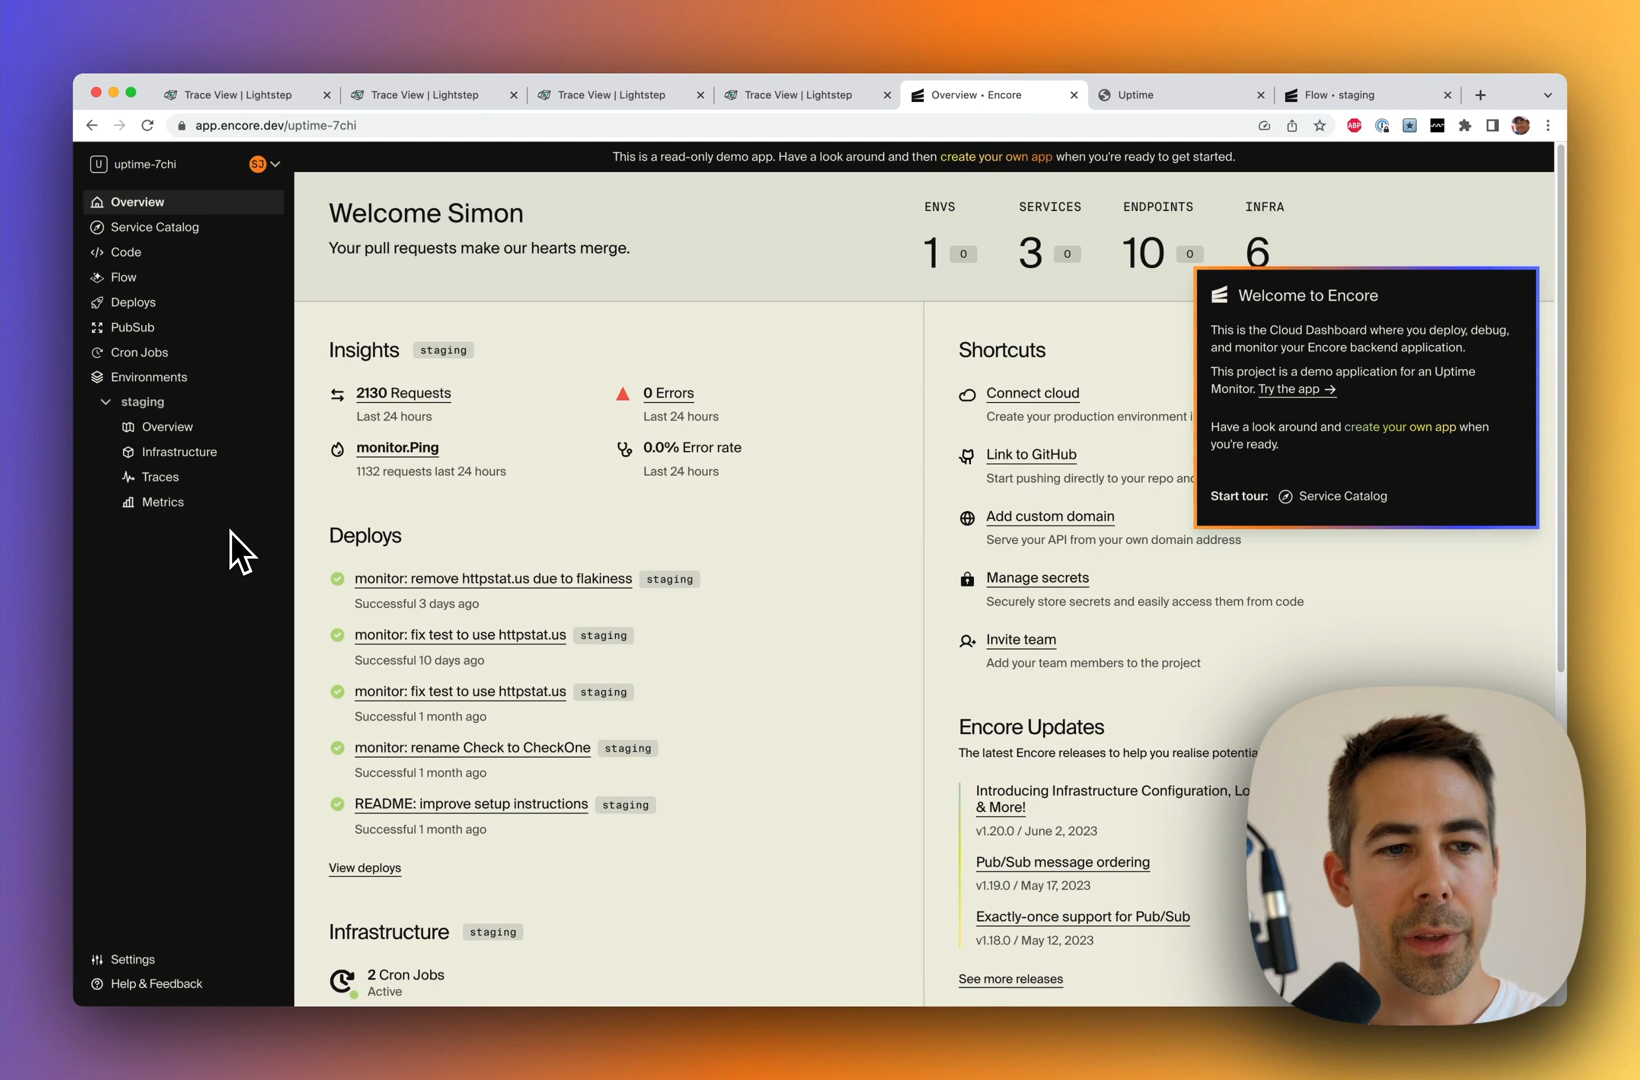 Trace View | Lightstep
Trace View | Lightstep
Trace View | Lightstep
Trace View | Lightstep
Overview • Encore
Uptime
Flow • staging
app.encore.dev/uptime-7chi
ABP
U uptime-7chi
SJ
This is a read-only demo app. Have a look around and then create your own app when you're ready to get started.
Overview
Service Catalog
Code
Flow
Deploys
PubSub
Cron Jobs
Environments
staging
Overview
Infrastructure
Traces
Metrics
Settings
Help & Feedback
Welcome Simon
Your pull requests make our hearts merge.
ENVS
1 0
SERVICES
3 0
ENDPOINTS
10 0
INFRA
6
Insights staging
2130 Requests
Last 24 hours
0 Errors
Last 24 hours
monitor.Ping
1132 requests last 24 hours
0.0% Error rate
Last 24 hours
Deploys
monitor: remove httpstat.us due to flakiness staging
Successful 3 days ago
monitor: fix test to use httpstat.us staging
Successful 10 days ago
monitor: fix test to use httpstat.us staging
Successful 1 month ago
monitor: rename Check to CheckOne staging
Successful 1 month ago
README: improve setup instructions staging
Successful 1 month ago
View deploys
Infrastructure staging
2 Cron Jobs
Active
Shortcuts
Connect cloud
Create your production environment i
Link to GitHub
Start pushing directly to your repo and
Add custom domain
Serve your API from your own domain address
Manage secrets
Securely store secrets and easily access them from code
Invite team
Add your team members to the project
Encore Updates
The latest Encore releases to help you realise potentia
Introducing Infrastructure Configuration, Lo
& More!
v1.20.0 / June 2, 2023
Pub/Sub message ordering
v1.19.0 / May 17, 2023
Exactly-once support for Pub/Sub
v1.18.0 / May 12, 2023
See more releases
Welcome to Encore
This is the Cloud Dashboard where you deploy, debug,
and monitor your Encore backend application.
This project is a demo application for an Uptime
Monitor. Try the app →
Have a look around and create your own app when
you're ready.
Start tour: Service Catalog